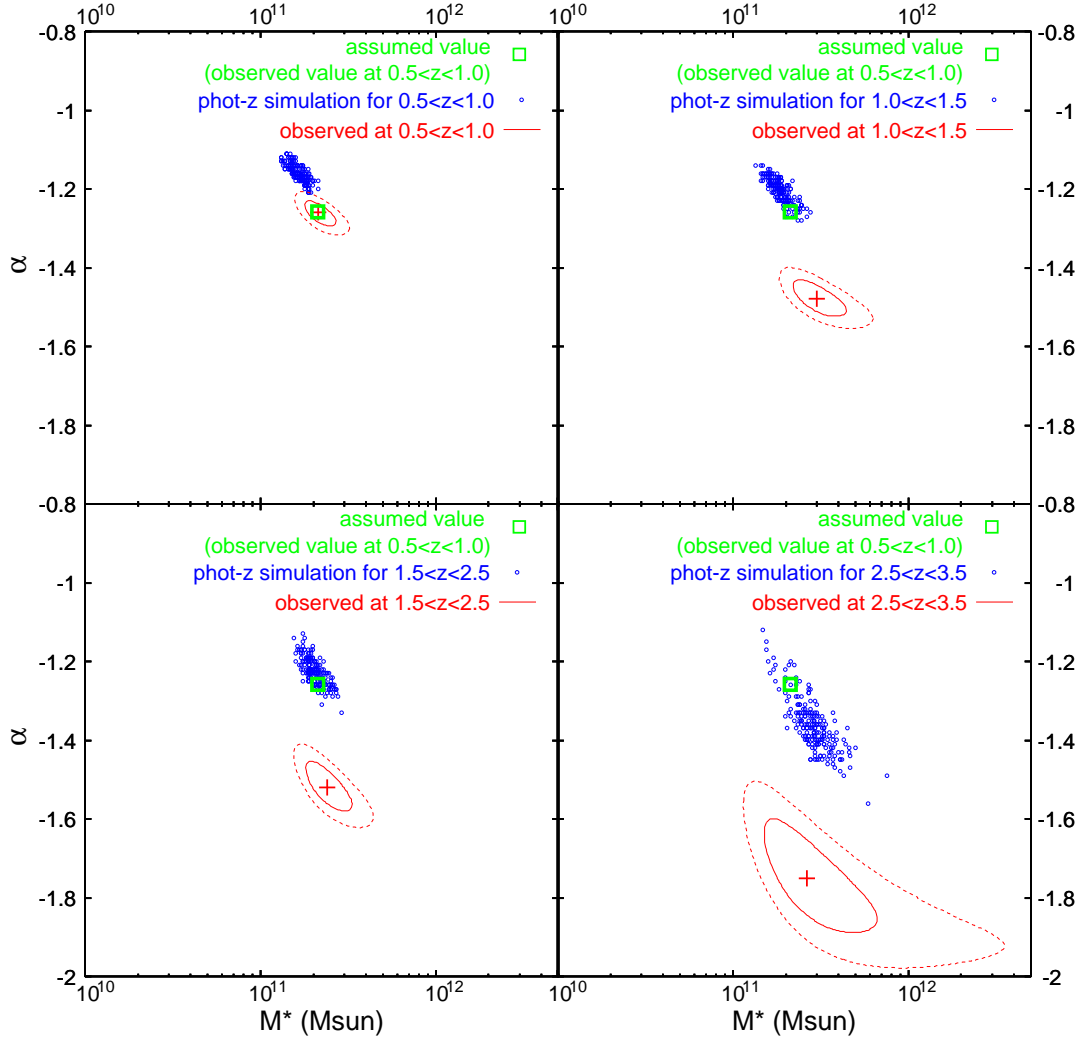 10^10 10^11 10^12 10^11 10^12
-0.8 -0.8
assumed value
(observed value at 0.5<z<1.0)
phot-z simulation for 0.5<z<1.0
observed at 0.5<z<1.0
assumed value
(observed value at 0.5<z<1.0)
phot-z simulation for 1.0<z<1.5
observed at 1.0<z<1.5
-1 -1
-1.2 -1.2
-1.4 -1.4
α
-1.6 -1.6
-1.8 -1.8
-0.8 -0.8
assumed value
(observed value at 0.5<z<1.0)
phot-z simulation for 1.5<z<2.5
observed at 1.5<z<2.5
assumed value
(observed value at 0.5<z<1.0)
phot-z simulation for 2.5<z<3.5
observed at 2.5<z<3.5
-1 -1
-1.2 -1.2
-1.4 -1.4
α
-1.6 -1.6
-1.8 -1.8
-2 -2
10^10 10^11 10^12 10^10 10^11 10^12
M* (Msun) M* (Msun)